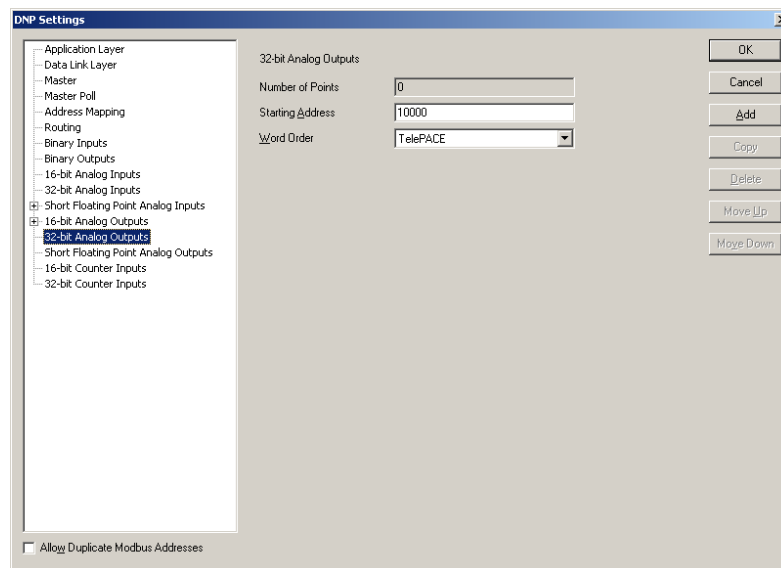 DNP Settings
Application Layer
Data Link Layer
Master
Master Poll
Address Mapping
Routing
Binary Inputs
Binary Outputs
16-bit Analog Inputs
32-bit Analog Inputs
Short Floating Point Analog Inputs
16-bit Analog Outputs
32-bit Analog Outputs
Short Floating Point Analog Outputs
16-bit Counter Inputs
32-bit Counter Inputs
Allow Duplicate Modbus Addresses
32-bit Analog Outputs
Number of Points 0
Starting Address 10000
Word Order TelePACE
OK
Cancel
Add
Copy
Delete
Move Up
Move Down